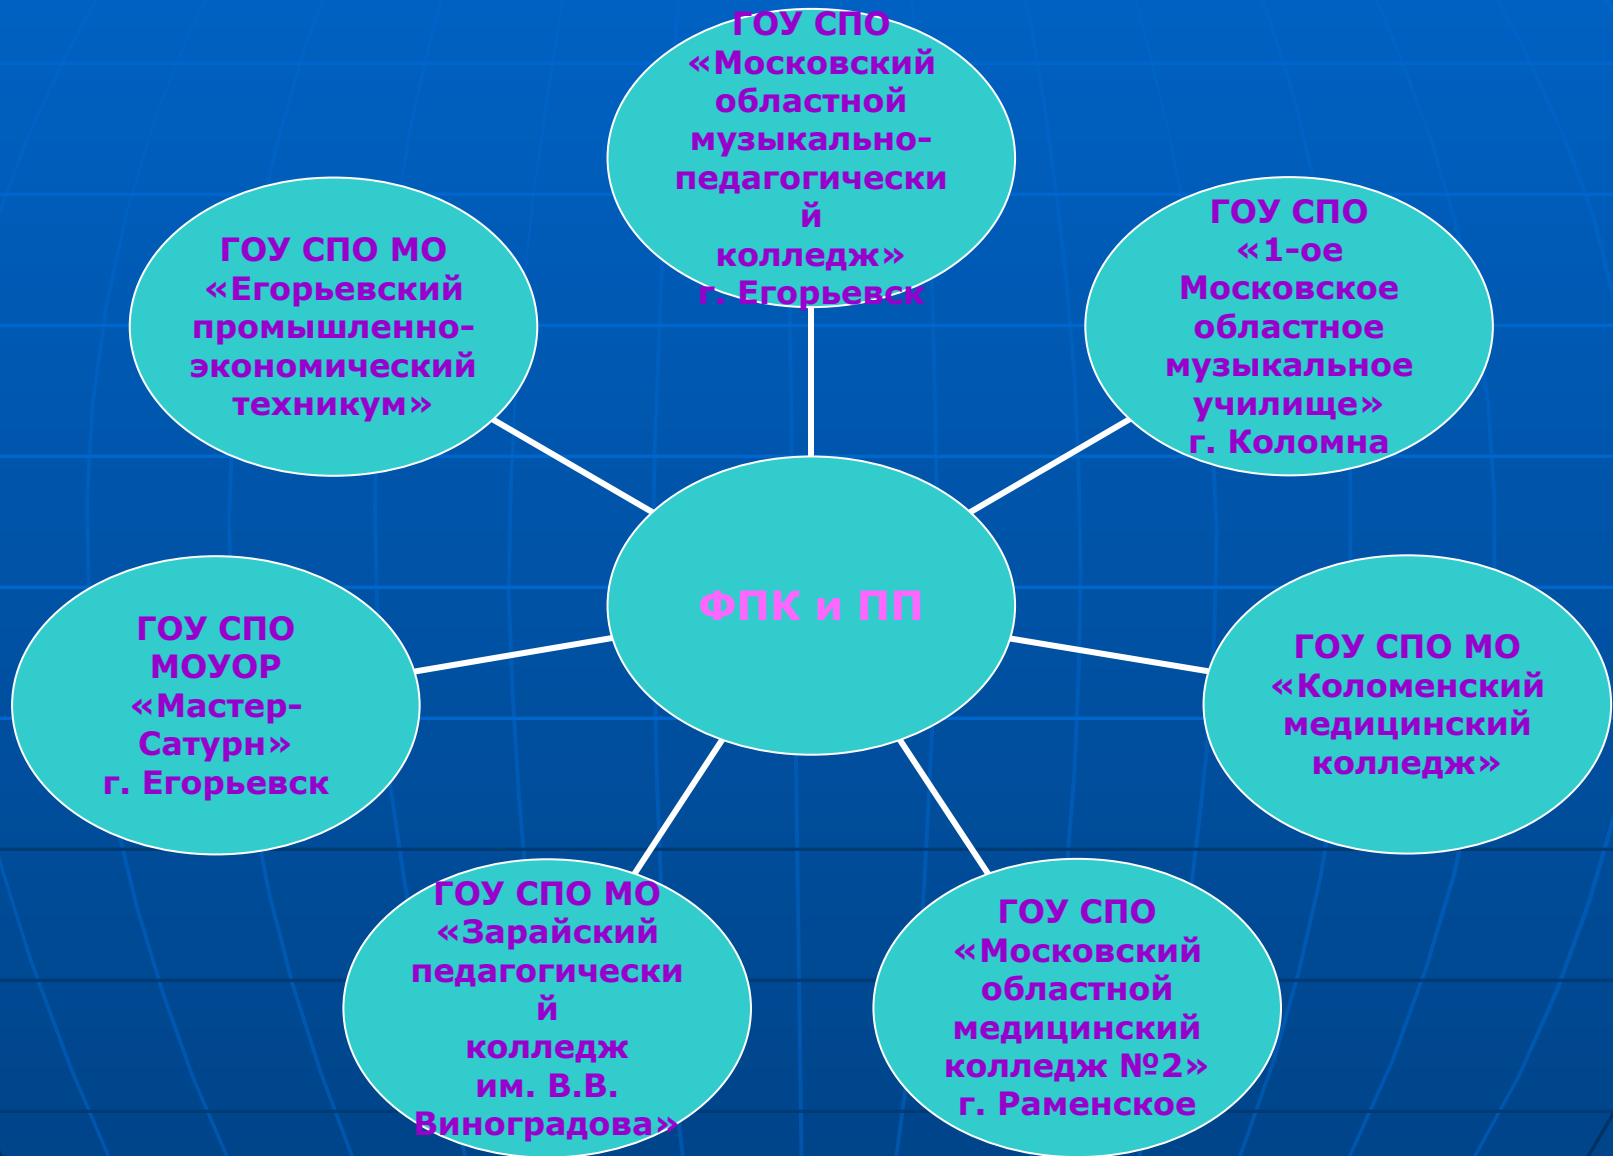 ГОУ СПО
«Московский
областной
музыкально-
педагогически
й
колледж»
г. Егорьевск
ГОУ СПО
«1-ое
Московское
областное
музыкальное
училище»
г. Коломна
ГОУ СПО МО
«Коломенский
медицинский
колледж»
ГОУ СПО
«Московский
областной
медицинский
колледж №2»
г. Раменское
ГОУ СПО МО
«Зарайский
педагогически
й
колледж
им. В.В.
Виноградова»
ГОУ СПО
МОУОР
«Мастер-
Сатурн»
г. Егорьевск
ГОУ СПО МО
«Егорьевский
промышленно-
экономический
техникум»
ФПК и ПП